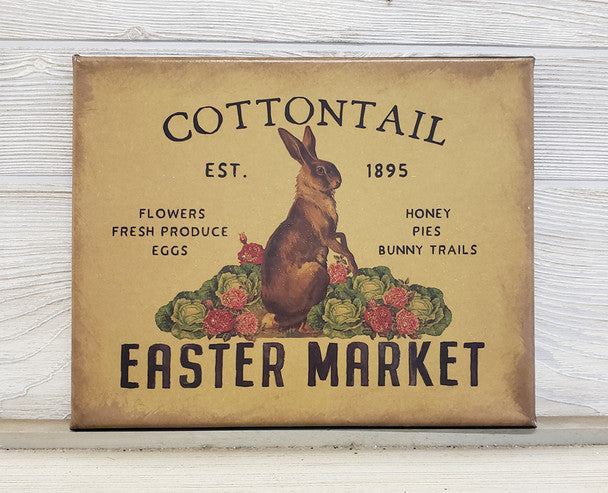 COTTONTAIL
EST. 1895
FLOWERS
FRESH PRODUCE
EGGS
HONEY
PIES
BUNNY TRAILS
EASTER MARKET